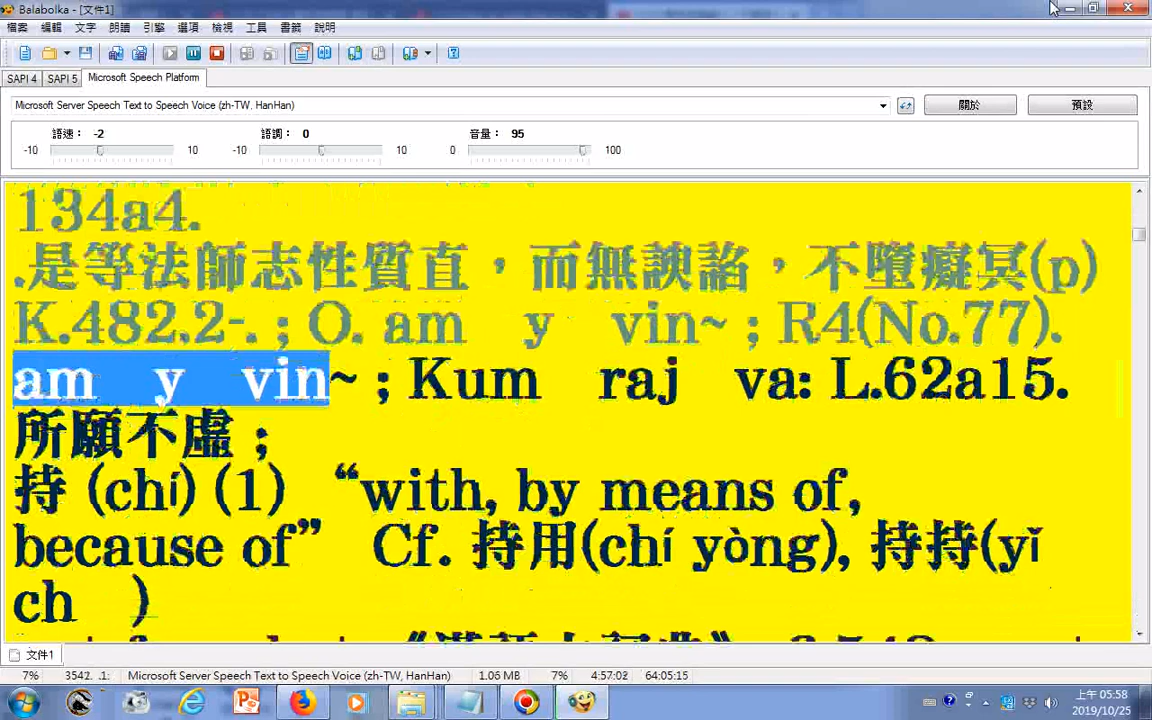 Balabolka - [文件1]
檔案 編輯 文字 朗讀 引擎 選項 檢視 工具 書籤 說明
SAPI 4 SAPI 5 Microsoft Speech Platform
Microsoft Server Speech Text to Speech Voice (zh-TW, HanHan) 關於 預設
語速： -2 語調： 0 音量： 95
-10 10 -10 10 0 100
134a4.
.是等法師志性質直，而無諛諂，不墮癡冥(p)
K.482.2-. ; O. am y vin~ ; R4(No.77).
am y vin~ ; Kum raj va: L.62a15.
所願不虛；
持 (chí) (1) “with, by means of,
because of” Cf. 持用(chí yòng), 持持(yǐ
ch )
文件1
7% 3542. .1: Microsoft Server Speech Text to Speech Voice (zh-TW, HanHan) 1.06 MB 7% 4:57:02 64:05:15
上午 05:58
2019/10/25